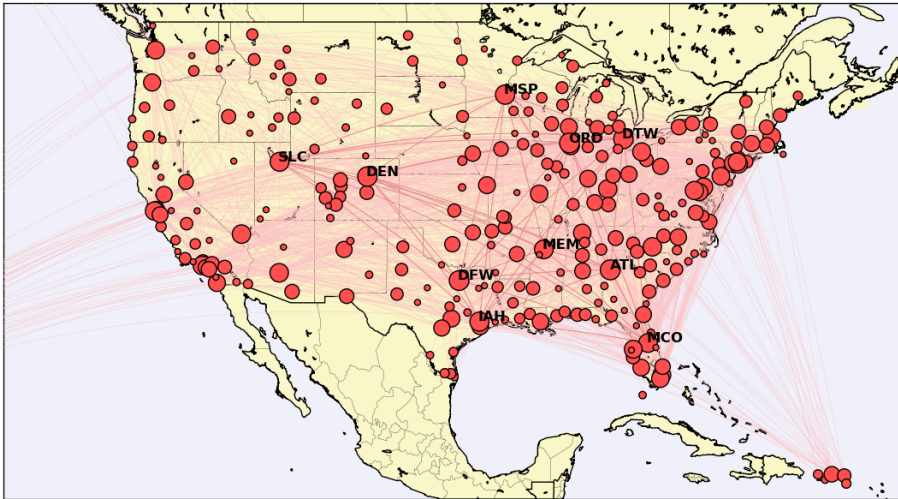 MSP
ORD
DTW
SLC
DEN
MEM
ATL
DFW
IAH
MCO